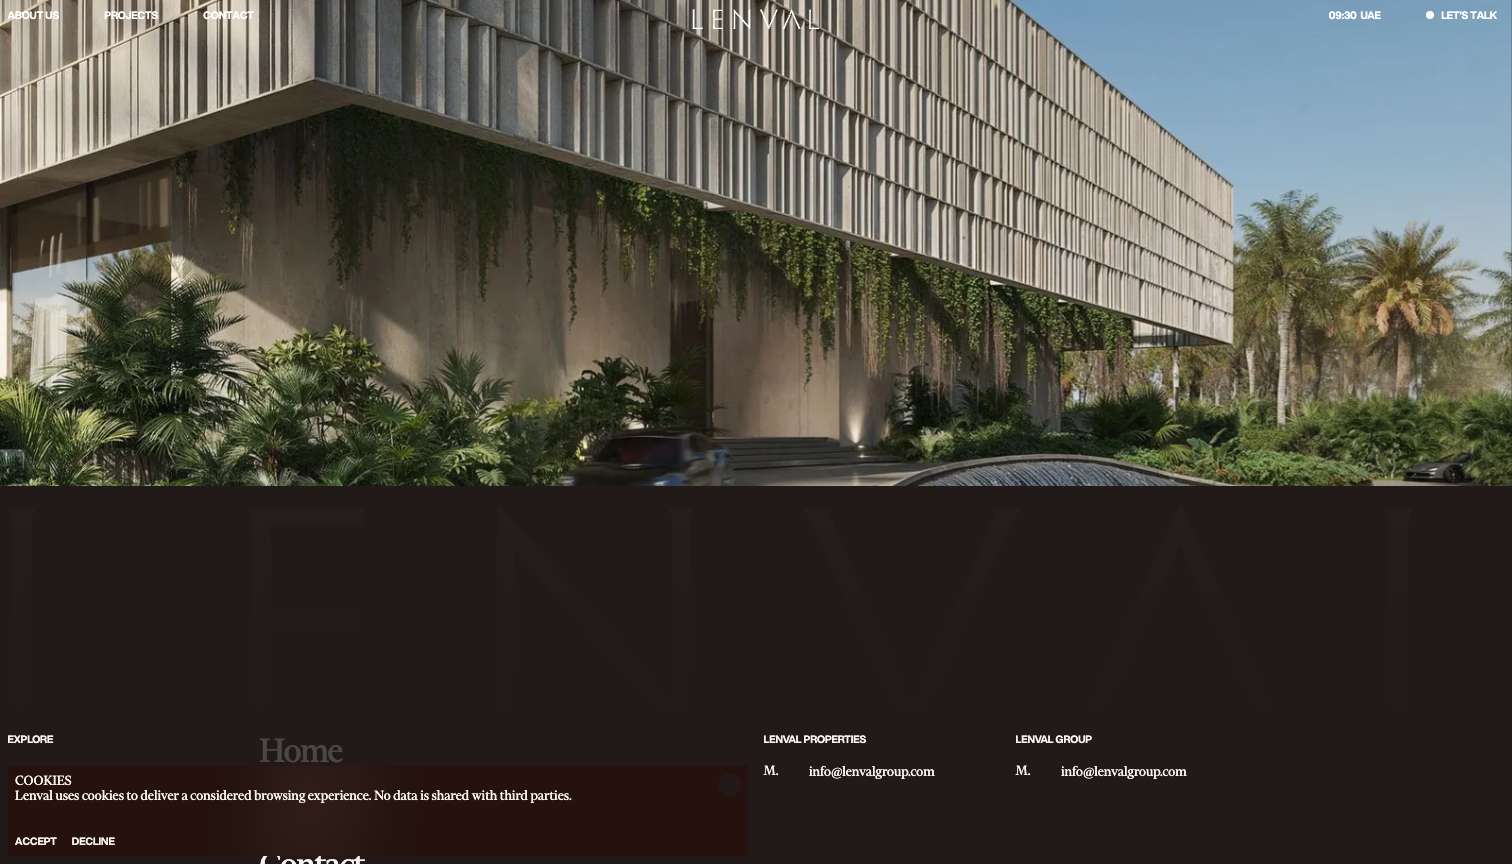 ABOUT US
PROJECTS
CONTACT
LENVAL
09:30 UAE
LET'S TALK
LENVAL
EXPLORE
Home
LENVAL PROPERTIES
M. info@lenvalgroup.com
LENVAL GROUP
M. info@lenvalgroup.com
COOKIES
Lenval uses cookies to deliver a considered browsing experience. No data is shared with third parties.
ACCEPT
DECLINE
Contact